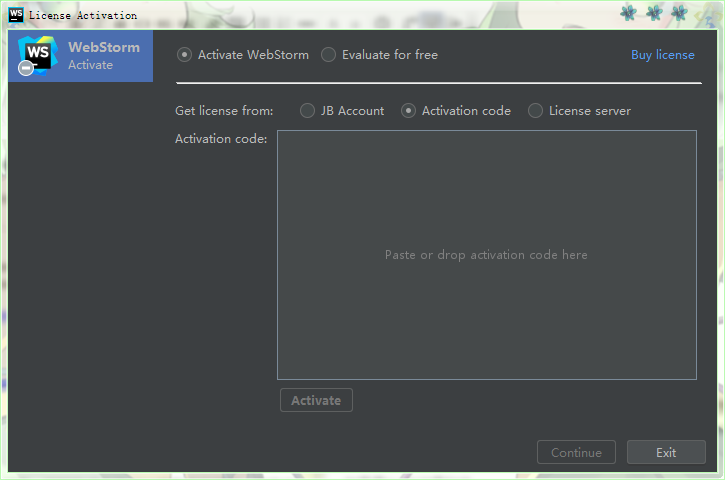 License Activation
WS
WebStorm
Activate
Activate WebStorm
Evaluate for free
Buy license
Get license from:
JB Account
Activation code
License server
Activation code:
Paste or drop activation code here
Activate
Continue
Exit